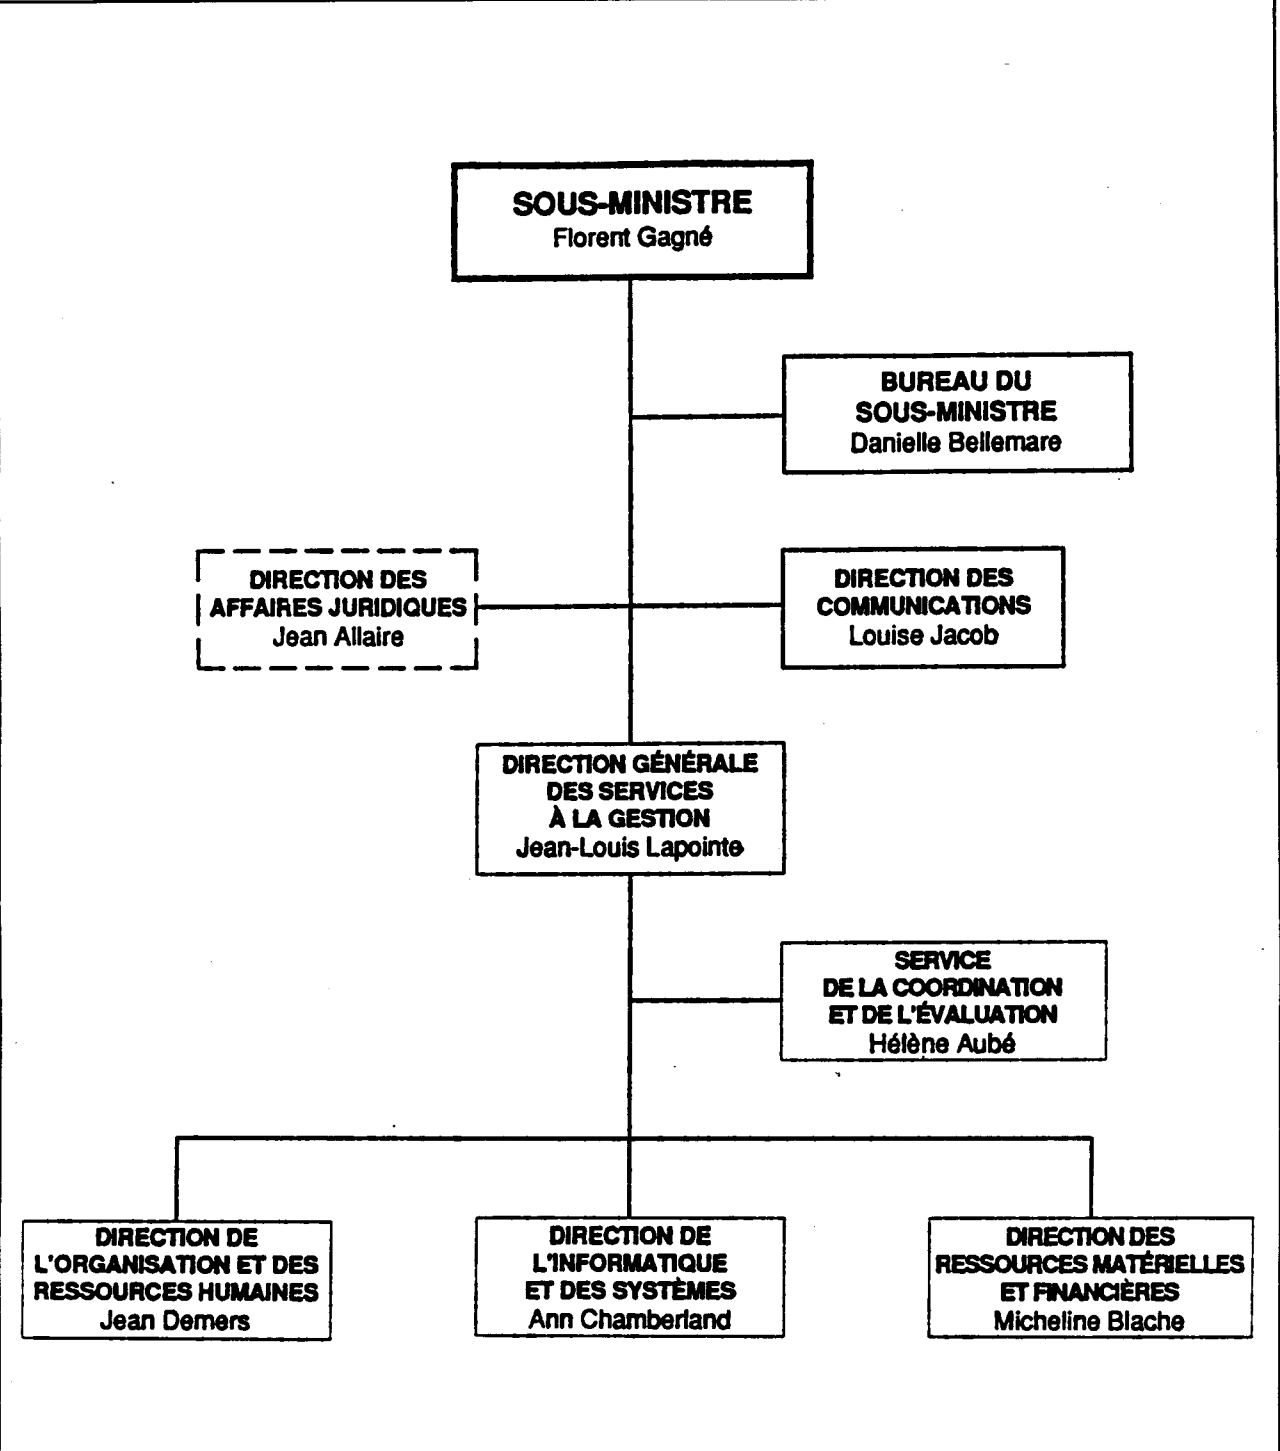 SOUS-MINISTRE
Florent Gagné
BUREAU DU
SOUS-MINISTRE
Danielle Bellemare
DIRECTION DES
AFFAIRES JURIDIQUES
Jean Allaire
DIRECTION DES
COMMUNICATIONS
Louise Jacob
DIRECTION GÉNÉRALE
DES SERVICES
À LA GESTION
Jean-Louis Lapointe
SERVICE
DE LA COORDINATION
ET DE L'ÉVALUATION
Hélène Aubé
DIRECTION DE
L'ORGANISATION ET DES
RESSOURCES HUMAINES
Jean Demers
DIRECTION DE
L'INFORMATIQUE
ET DES SYSTÈMES
Ann Chamberland
DIRECTION DES
RESSOURCES MATÉRIELLES
ET FINANCIÈRES
Micheline Blache